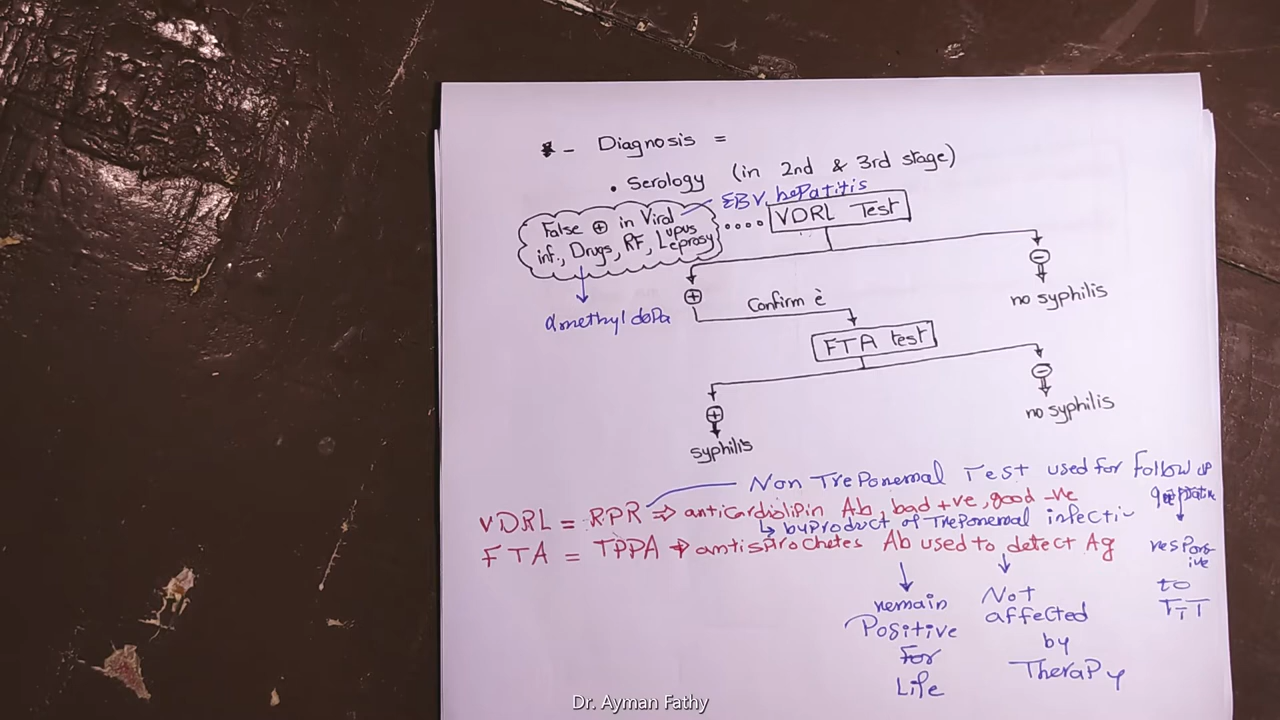 * - Diagnosis =
• Serology (in 2nd & 3rd stage)
EBV, hepatitis
False ⊕ in Viral
inf., Drugs, RF, Lupus
Leprosy
.... VDRL Test
α methyl dopa
⊕
Confirm è
⊖
no syphilis
FTA test
⊕
syphilis
⊖
no syphilis
Non Treponemal Test used for Follow up
VDRL = RPR ⇒ anticardiolipin Ab, bad +ve, good -ve
↳ byproduct of Treponemal infecti
FTA = TPPA → antispirochetes Ab used to detect Ag
responsive
to
TTT
remain
Positive
For
Life
Not
affected
by
Therapy
Dr. Ayman Fathy